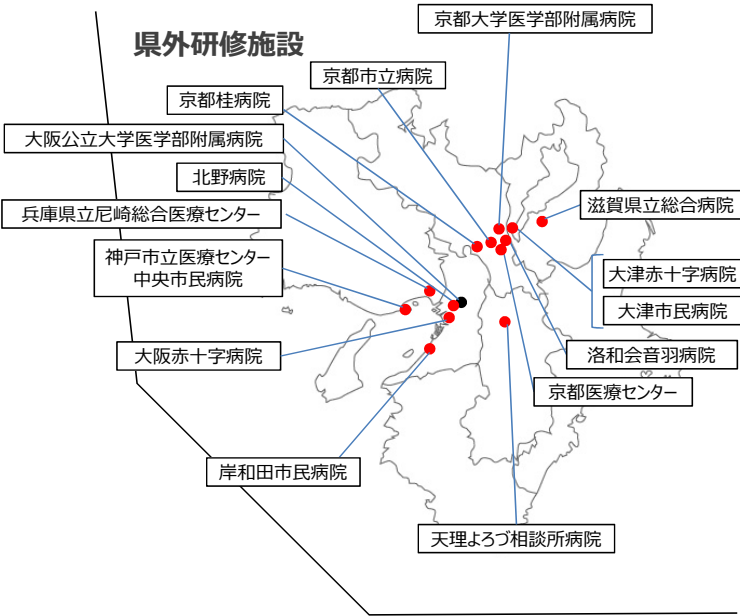 県外研修施設
京都大学医学部附属病院
京都市立病院
京都桂病院
大阪公立大学医学部附属病院
北野病院
兵庫県立尼崎総合医療センター
神戸市立医療センター
中央市民病院
滋賀県立総合病院
大津赤十字病院
大津市民病院
洛和会音羽病院
京都医療センター
大阪赤十字病院
岸和田市民病院
天理よろづ相談所病院